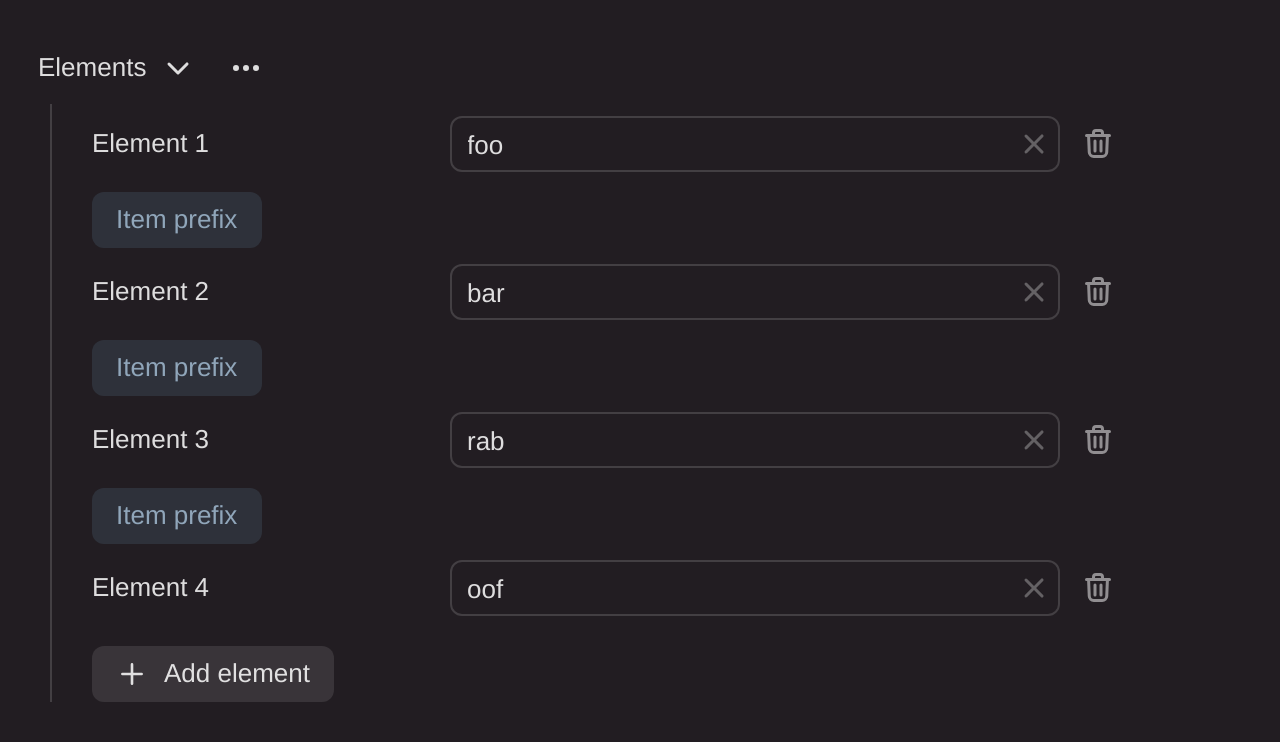 Elements
Element 1
foo
Item prefix
Element 2
bar
Item prefix
Element 3
rab
Item prefix
Element 4
oof
Add element